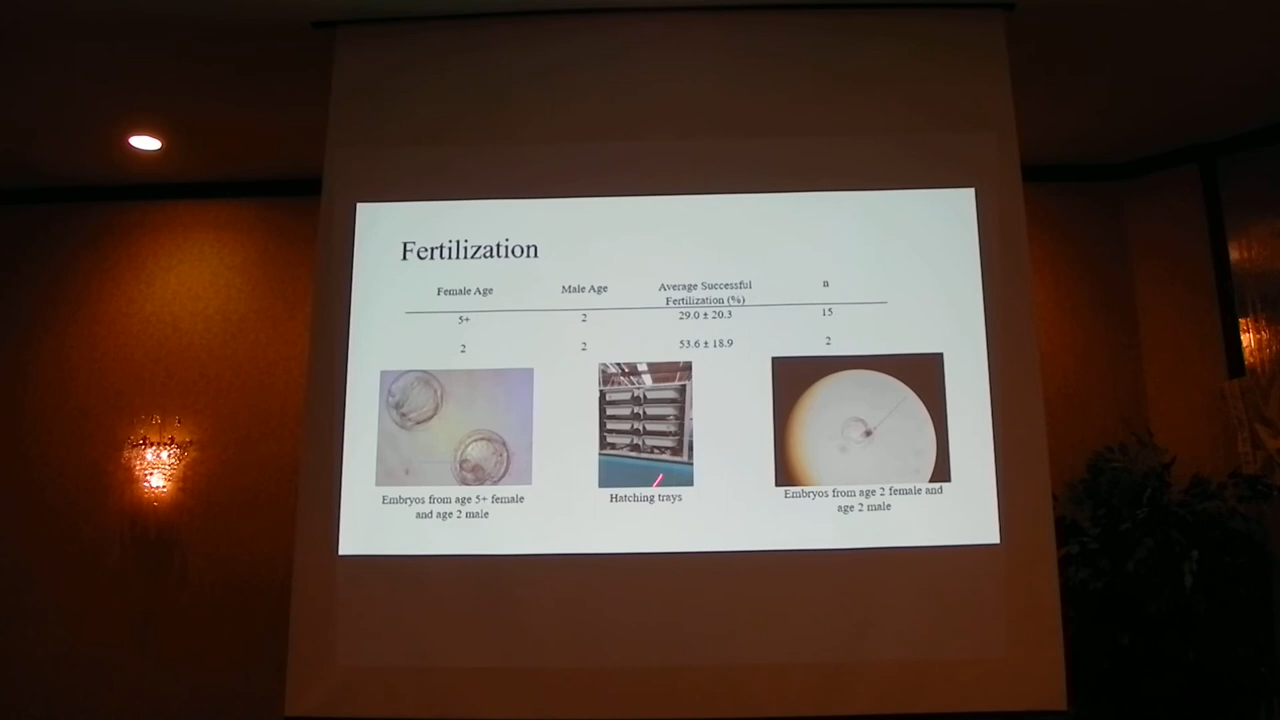 Fertilization
Female Age Male Age Average Successful Fertilization (%) n
5+ 2 29.0 ± 20.3 15
2 2 53.6 ± 18.9 2
Embryos from age 5+ female
and age 2 male
Hatching trays
Embryos from age 2 female and
age 2 male